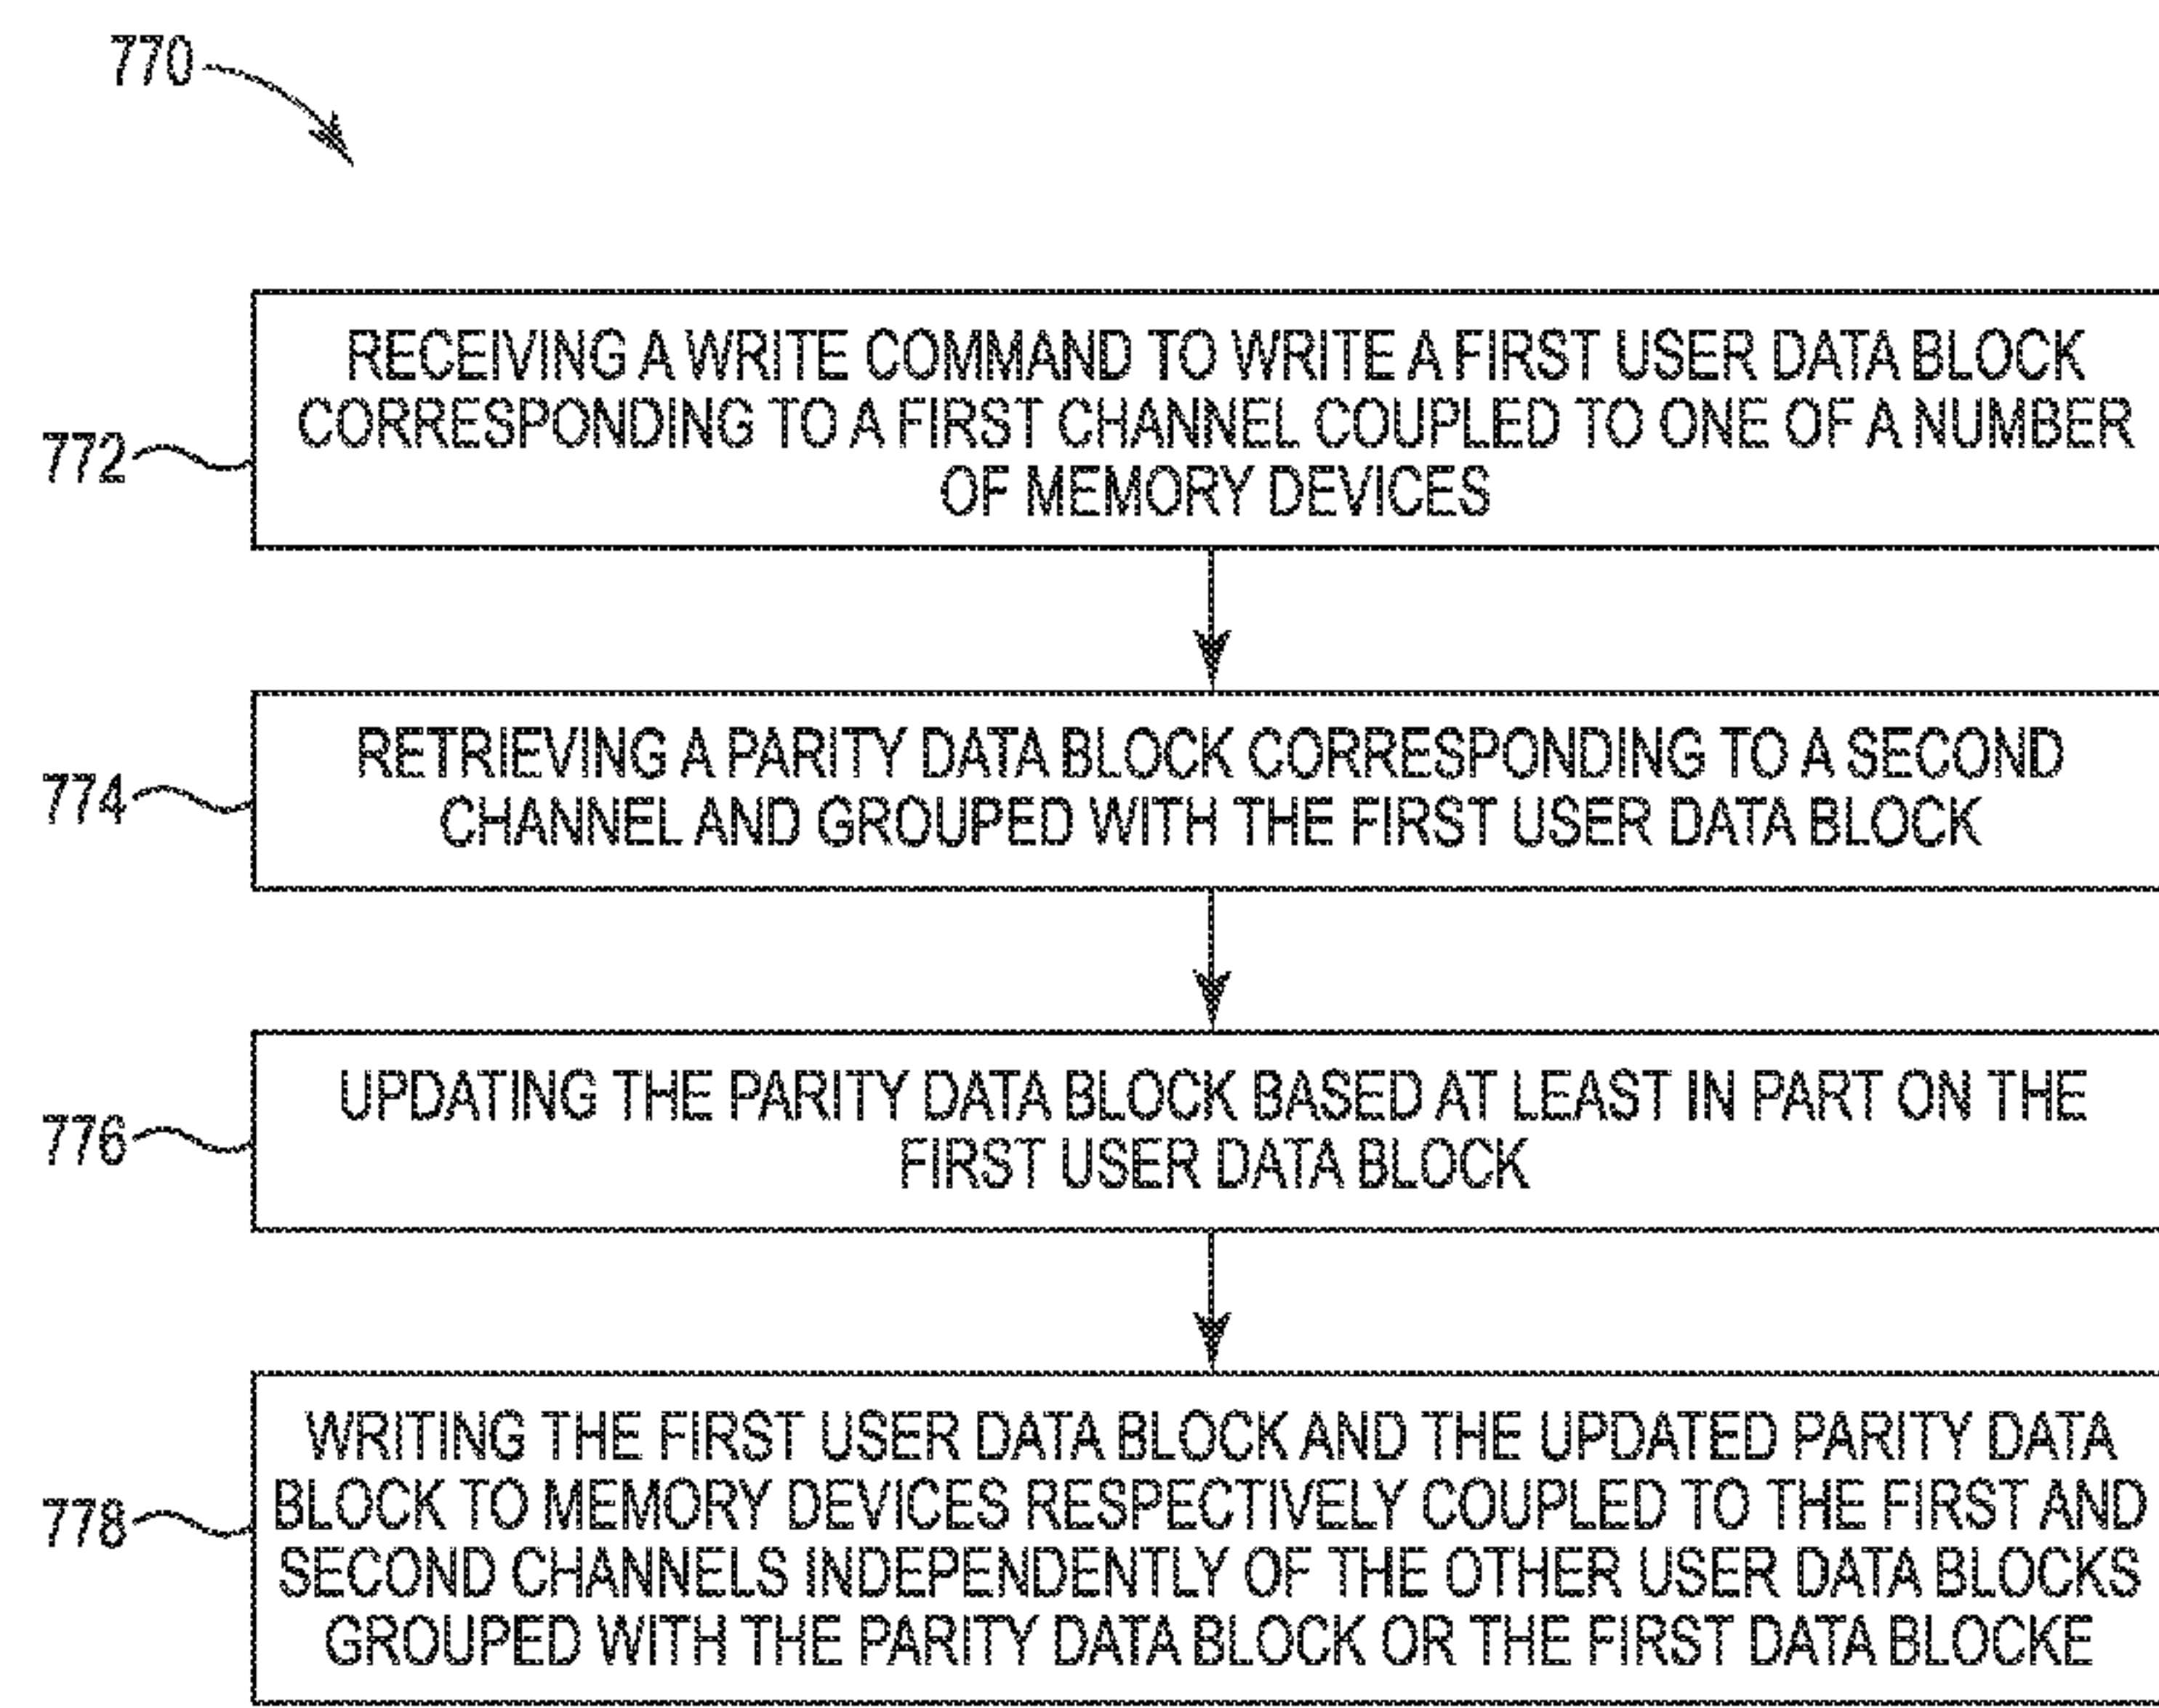 770
RECEIVING A WRITE COMMAND TO WRITE A FIRST USER DATA BLOCK
CORRESPONDING TO A FIRST CHANNEL COUPLED TO ONE OF A NUMBER
OF MEMORY DEVICES
772
RETRIEVING A PARITY DATA BLOCK CORRESPONDING TO A SECOND
CHANNEL AND GROUPED WITH THE FIRST USER DATA BLOCK
774
UPDATING THE PARITY DATA BLOCK BASED AT LEAST IN PART ON THE
FIRST USER DATA BLOCK
776
WRITING THE FIRST USER DATA BLOCK AND THE UPDATED PARITY DATA
BLOCK TO MEMORY DEVICES RESPECTIVELY COUPLED TO THE FIRST AND
SECOND CHANNELS INDEPENDENTLY OF THE OTHER USER DATA BLOCKS
GROUPED WITH THE PARITY DATA BLOCK OR THE FIRST DATA BLOCKE
778